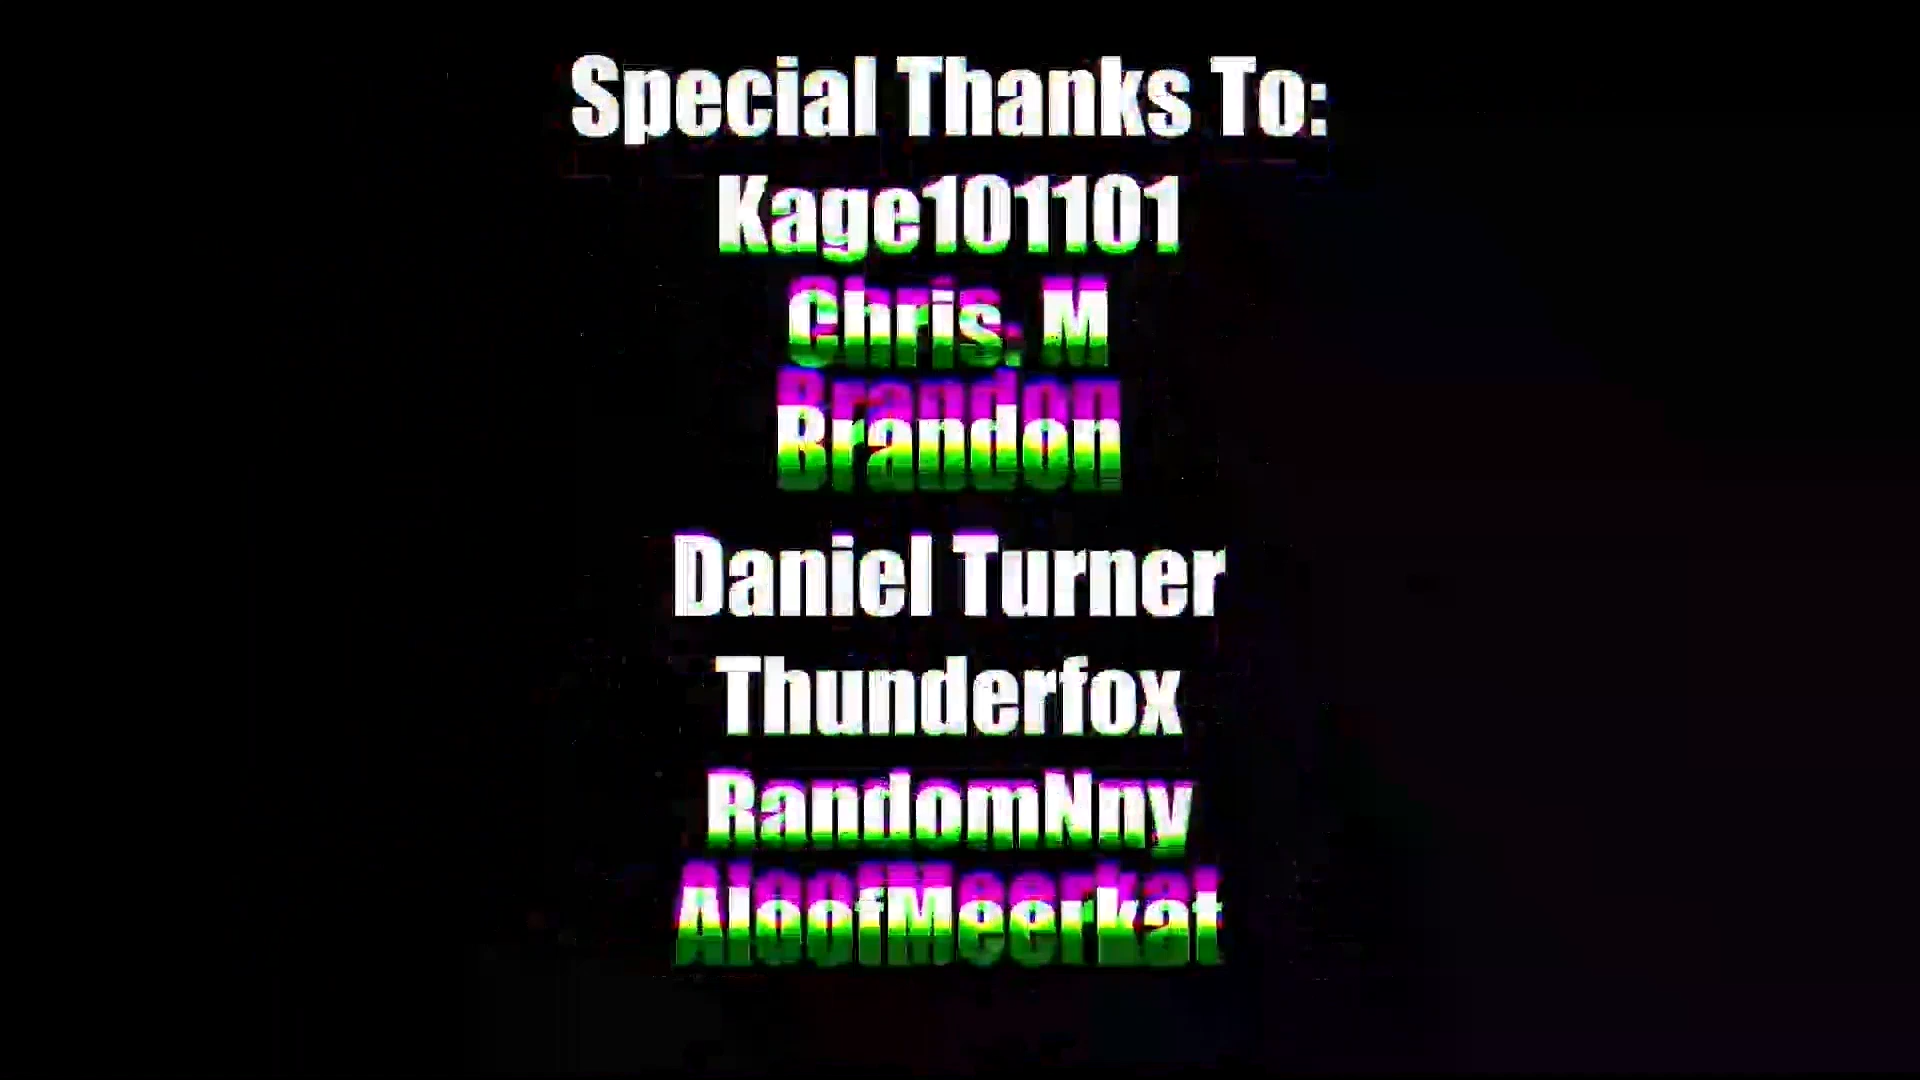 Special Thanks To:
Kage101101
Chris. M
Brandon
Daniel Turner
Thunderfox
RandomNny
AloofMeerkat